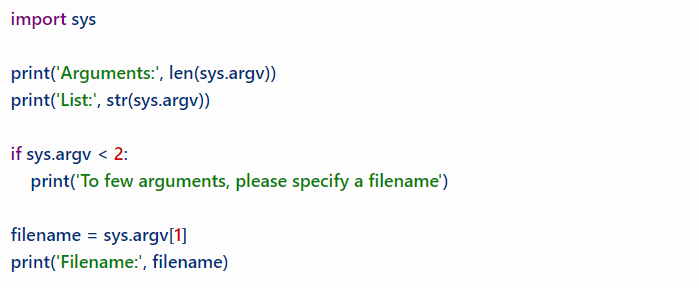 import sys
print('Arguments:', len(sys.argv))
print('List:', str(sys.argv))
if sys.argv < 2:
print('To few arguments, please specify a filename')
filename = sys.argv[1]
print('Filename:', filename)